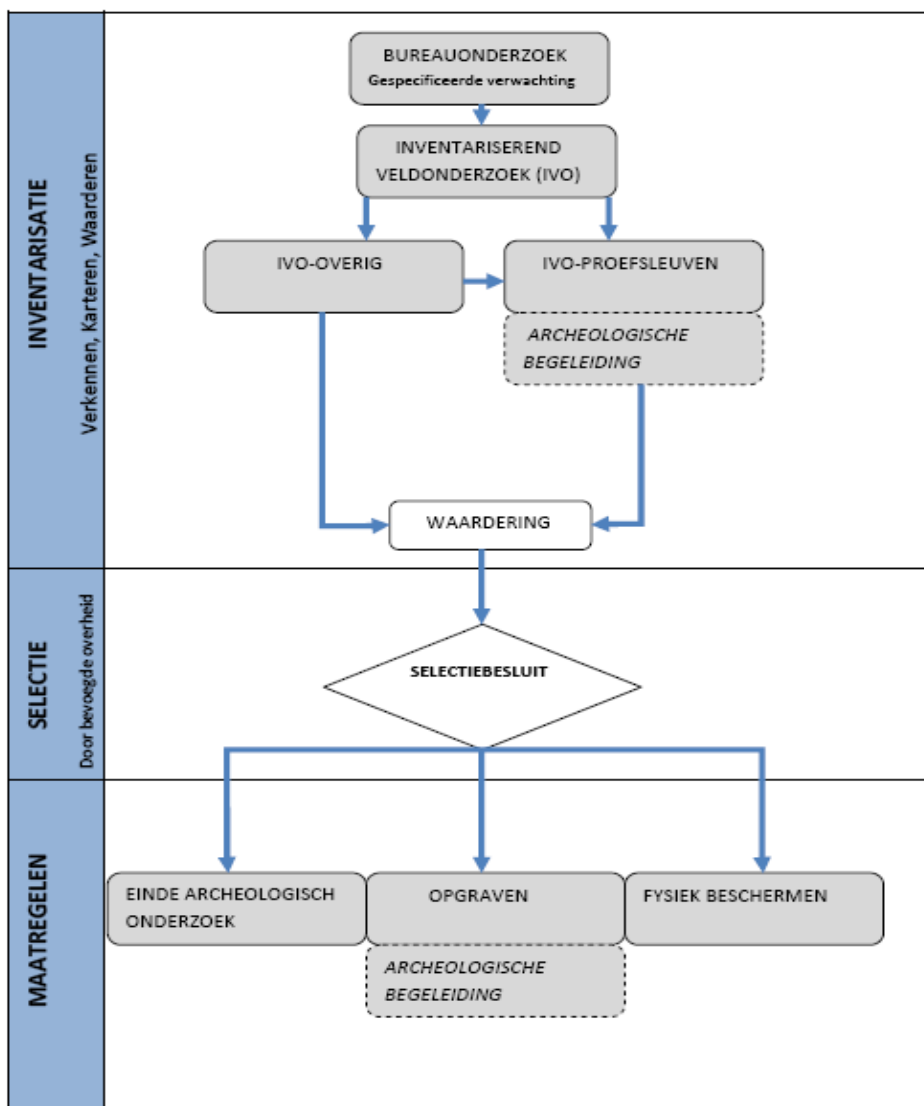 INVENTARISATIE
Verkennen, Karteren, Waarderen
BUREAUONDERZOEK
Gespecificeerde verwachting
INVENTARISEREND
VELDONDERZOEK (IVO)
IVO-OVERIG
IVO-PROEFSLEUVEN
ARCHEOLOGISCHE
BEGELEIDING
WAARDERING
SELECTIE
Door bevoegde overheid
SELECTIEBESLUIT
MAATREGELEN
EINDE ARCHEOLOGISCH
ONDERZOEK
OPGRAVEN
ARCHEOLOGISCHE
BEGELEIDING
FYSIEK BESCHERMEN